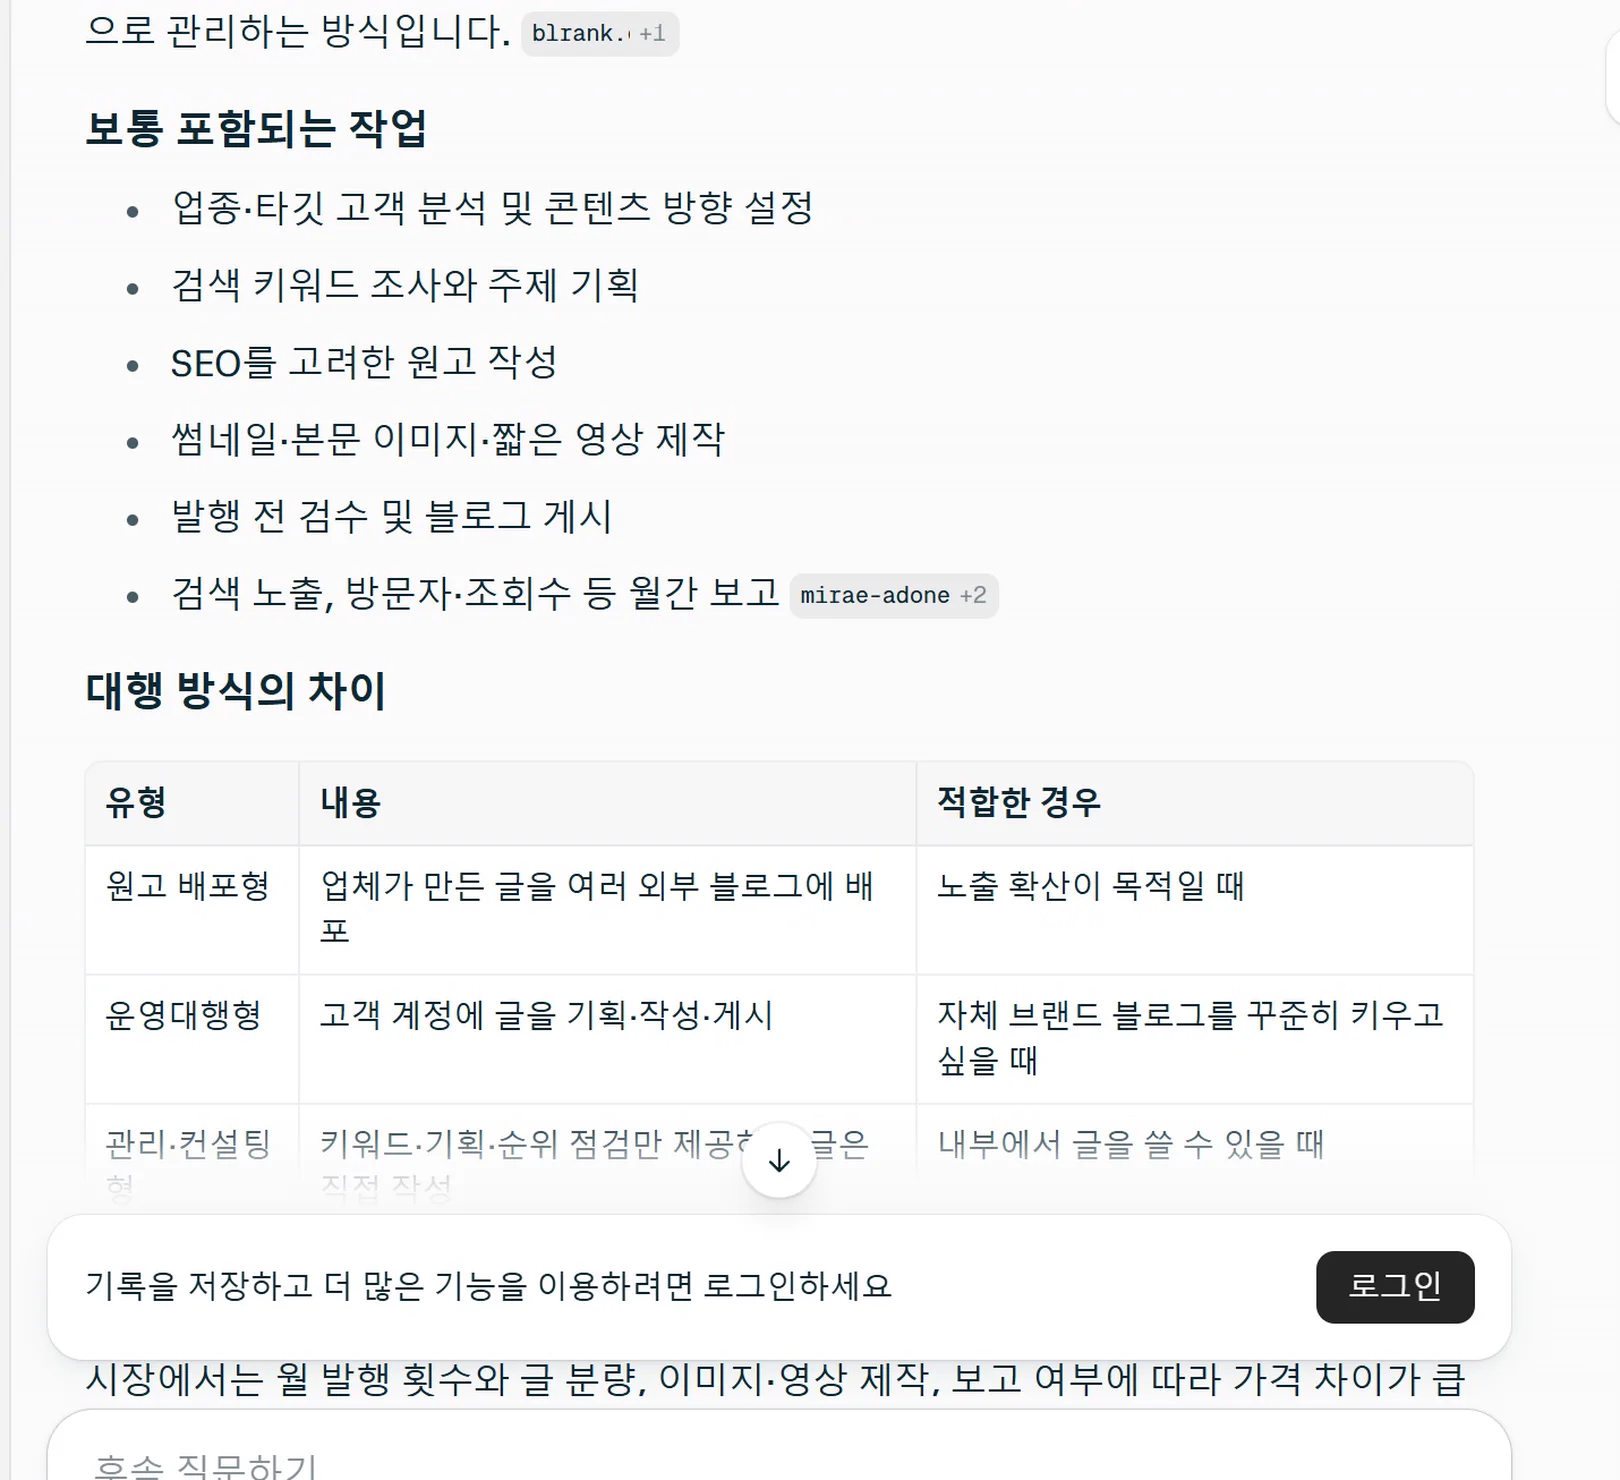 으로 관리하는 방식입니다. blrank. +1
보통 포함되는 작업
업종·타깃 고객 분석 및 콘텐츠 방향 설정
검색 키워드 조사와 주제 기획
SEO를 고려한 원고 작성
썸네일·본문 이미지·짧은 영상 제작
발행 전 검수 및 블로그 게시
검색 노출, 방문자·조회수 등 월간 보고 mirae-adone +2
대행 방식의 차이
유형 내용 적합한 경우
원고 배포형 업체가 만든 글을 여러 외부 블로그에 배 노출 확산이 목적일 때
포
운영대행형 고객 계정에 글을 기획·작성·게시 자체 브랜드 블로그를 꾸준히 키우고
싶을 때
관리·컨설팅 키워드·기획·순위 점검만 제공 글은 내부에서 글을 쓸 수 있을 때
형 직접 작성
기록을 저장하고 더 많은 기능을 이용하려면 로그인하세요 로그인
시장에서는 월 발행 횟수와 글 분량, 이미지·영상 제작, 보고 여부에 따라 가격 차이가 큽
후속 질문하기